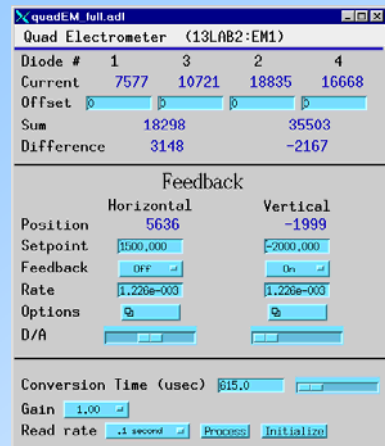 quadEM_full.adl
Quad Electrometer (13LAB2:EM1)
Diode # 1 3 2 4
Current 7577 10721 18835 16668
Offset 0 0 0 0
Sum 18298 35503
Difference 3148 -2167
Feedback
Horizontal Vertical
Position 5636 -1999
Setpoint 1500,000 -2000,000
Feedback Off On
Rate 1.226e-003 1.226e-003
Options
D/A
Conversion Time (usec) 615.0
Gain 1.00
Read rate .1 second Process Initialize